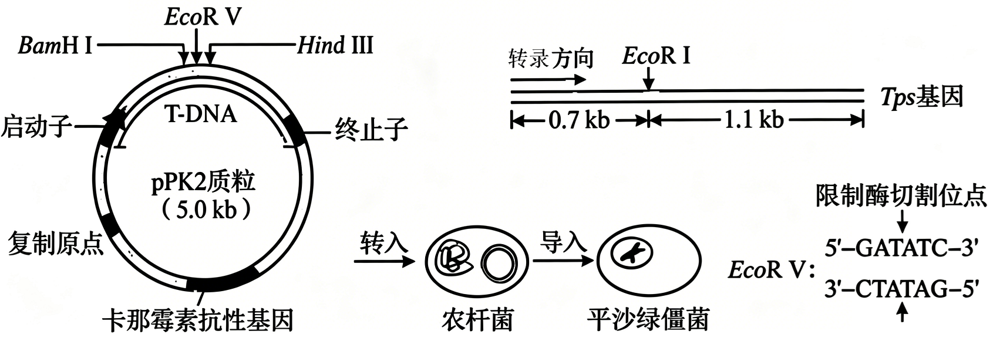 EcoR V
BamH I
Hind III
启动子
T-DNA
终止子
pPK2质粒
(5.0 kb)
复制原点
卡那霉素抗性基因
转录方向
EcoR I
Tps基因
0.7 kb
1.1 kb
转入
农杆菌
导入
平沙绿僵菌
限制酶切割位点
EcoR V:
5'-GATATC-3'
3'-CTATAG-5'